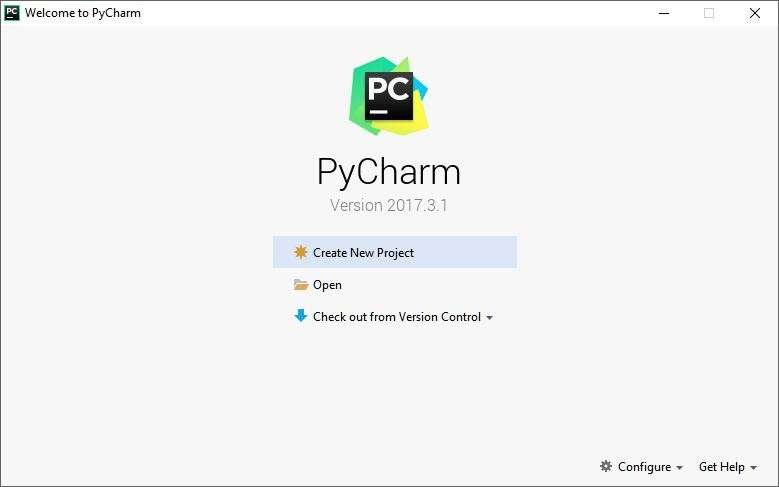 PC Welcome to PyCharm
PC
PyCharm
Version 2017.3.1
Create New Project
Open
Check out from Version Control
Configure Get Help